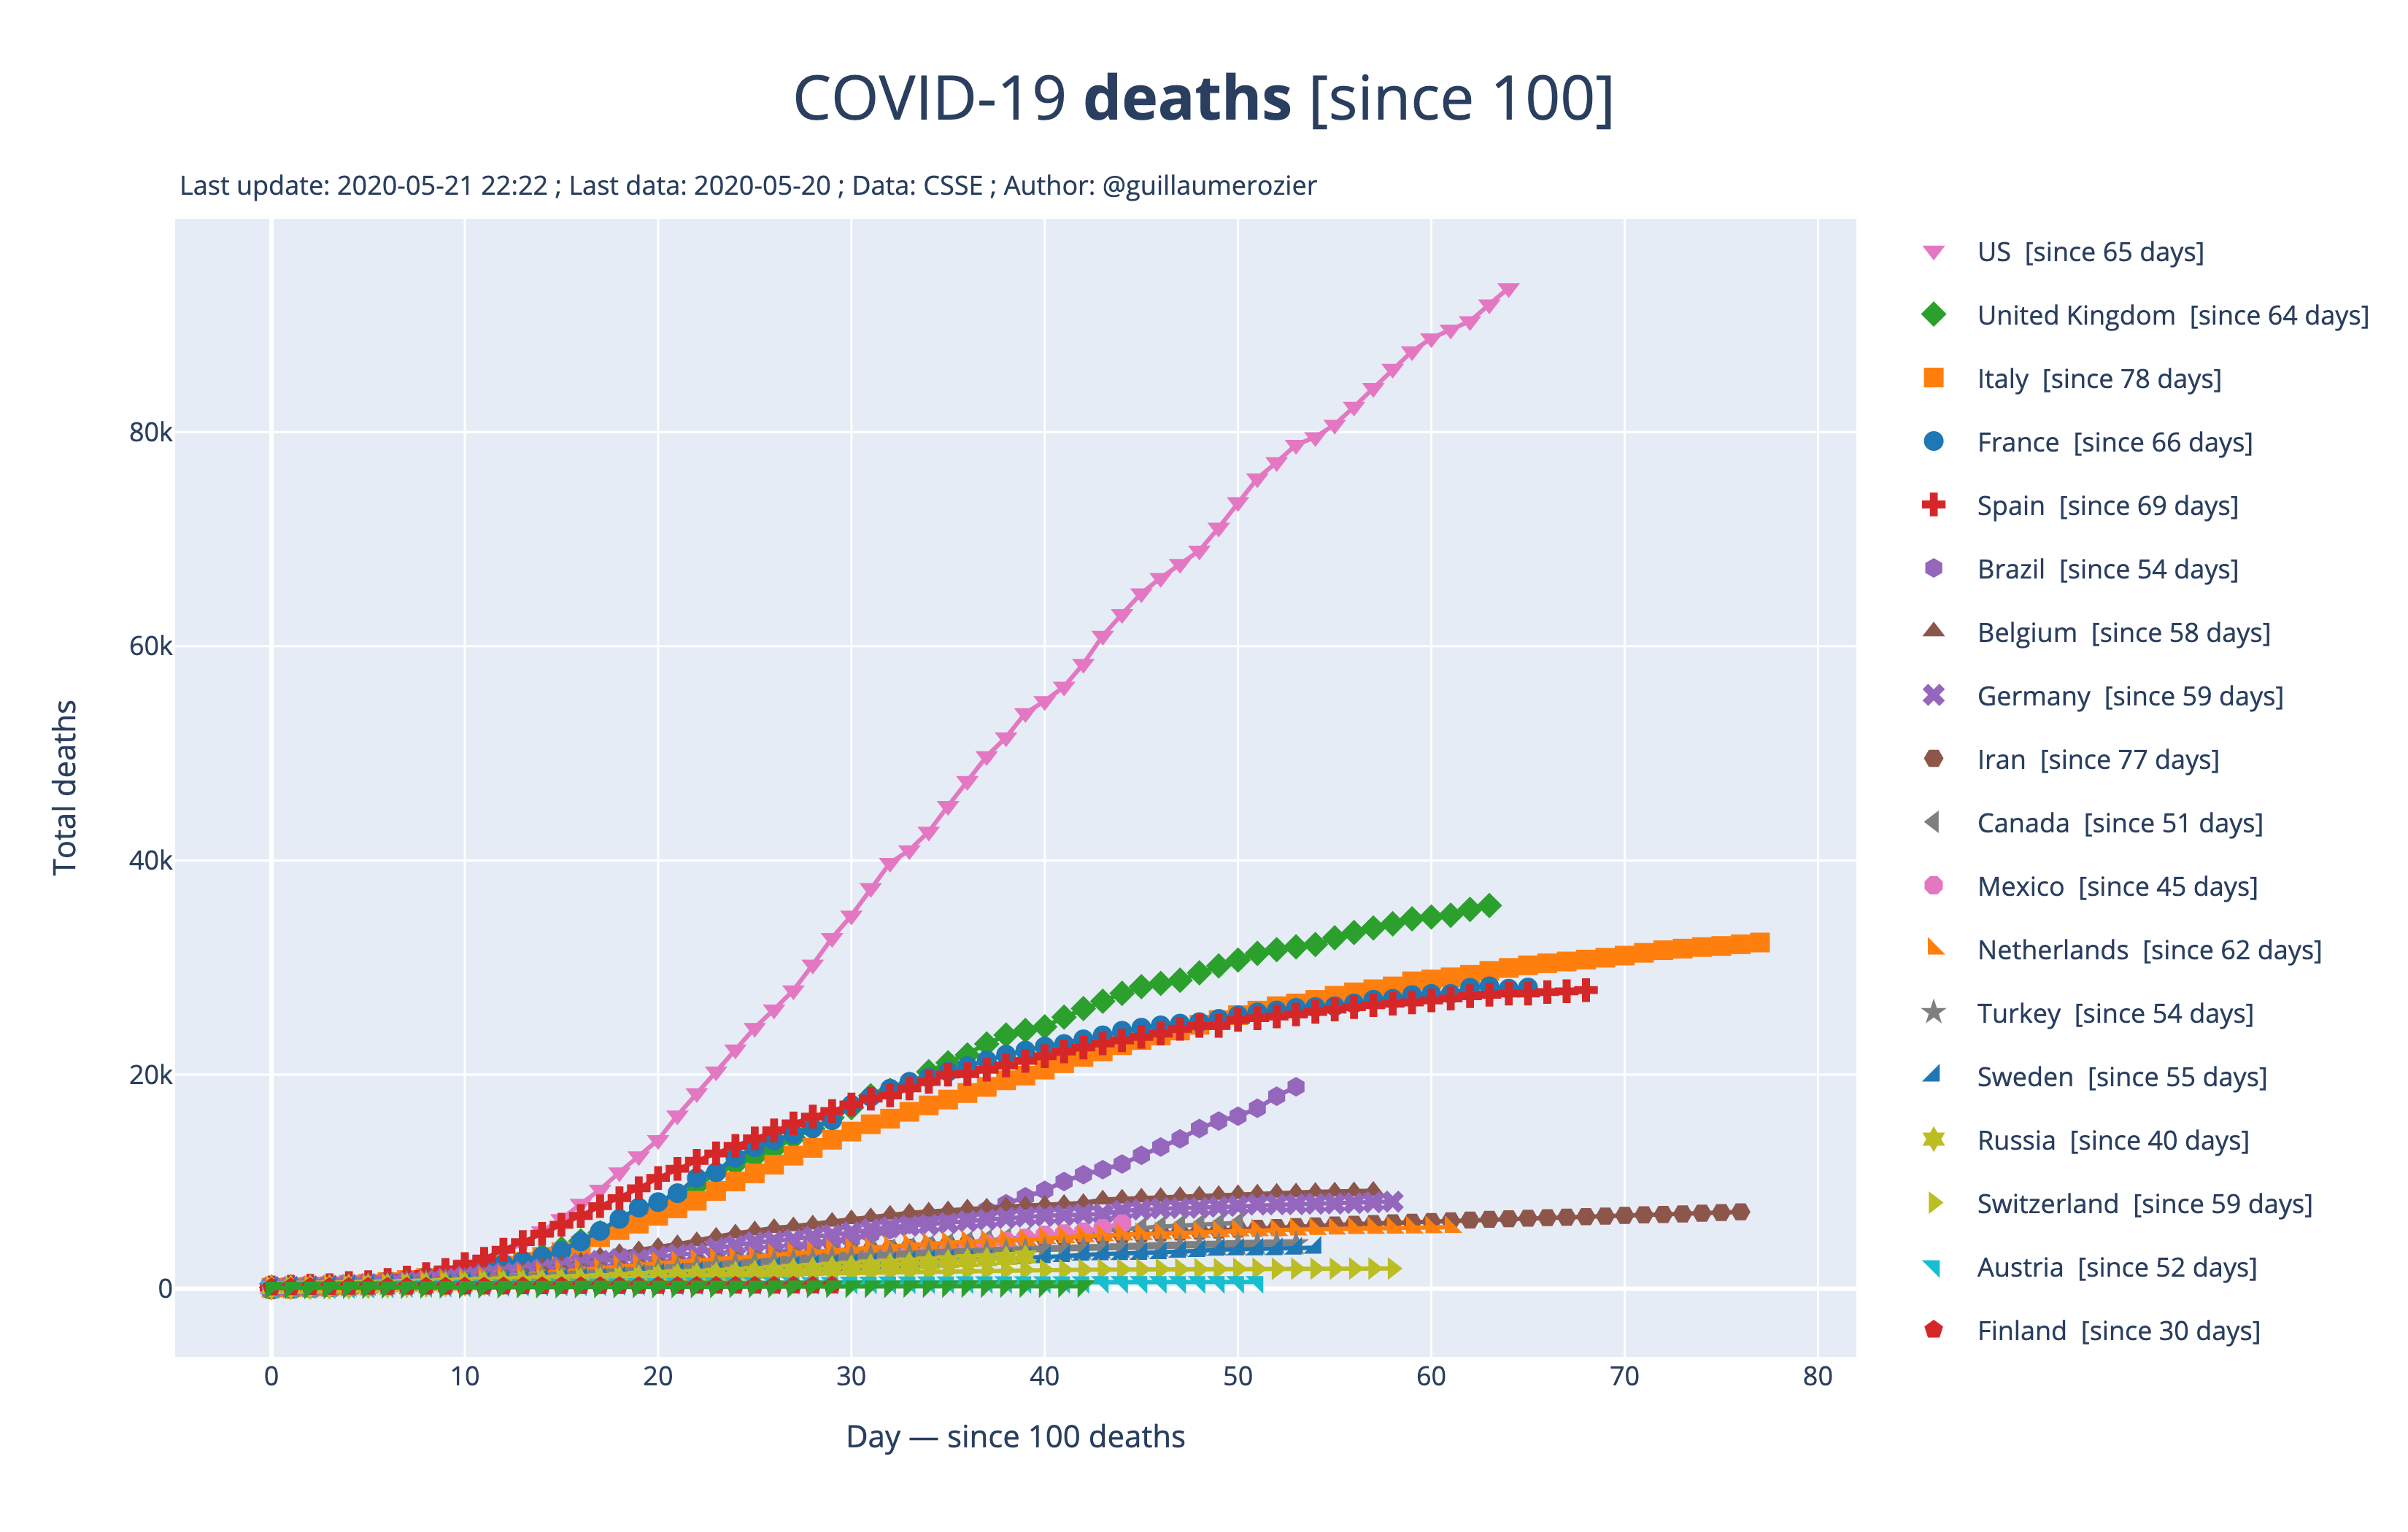 COVID-19 deaths [since 100]
Last update: 2020-05-21 22:22 ; Last data: 2020-05-20 ; Data: CSSE ; Author: @guillaumerozier
Total deaths
80k
60k
40k
20k
0
0 10 20 30 40 50 60 70 80
Day — since 100 deaths
US [since 65 days]
United Kingdom [since 64 days]
Italy [since 78 days]
France [since 66 days]
Spain [since 69 days]
Brazil [since 54 days]
Belgium [since 58 days]
Germany [since 59 days]
Iran [since 77 days]
Canada [since 51 days]
Mexico [since 45 days]
Netherlands [since 62 days]
Turkey [since 54 days]
Sweden [since 55 days]
Russia [since 40 days]
Switzerland [since 59 days]
Austria [since 52 days]
Finland [since 30 days]